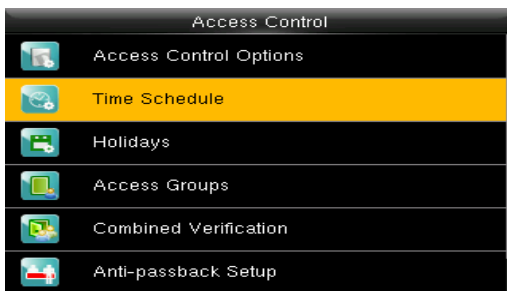 Access Control
Access Control Options
Time Schedule
Holidays
Access Groups
Combined Verification
Anti-passback Setup